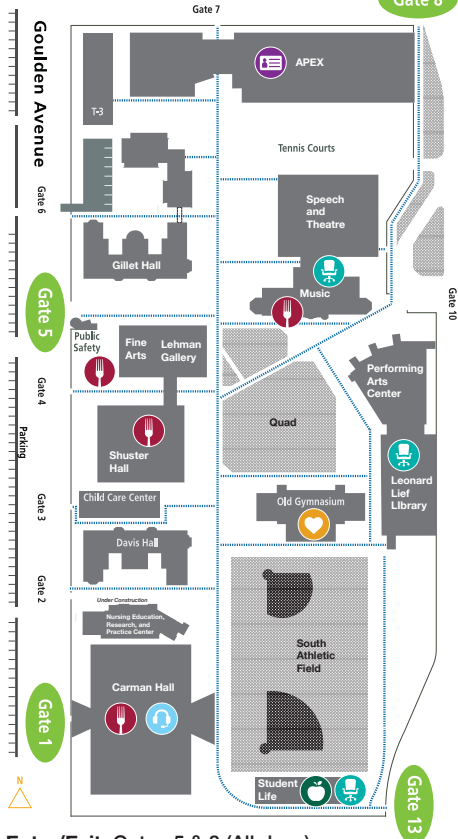 Gate 8
Gate 7
APEX
Goulden Avenue
T-3
Tennis Courts
Gate 6
Speech
and
Theatre
Gillet Hall
Music
Gate 10
Gate 5
Public
Safety
Fine
Arts
Lehman
Gallery
Performing
Arts
Center
Gate 4
Quad
Parking
Shuster
Hall
Leonard
Lief
LIbrary
Child Care Center
Old Gymnasium
Gate 3
Davis Hall
Gate 2
Under Construction
Nursing Education,
Research, and
Practice Center
South
Athletic
Field
Carman Hall
Gate 1
Student
Life
N
Gate 13